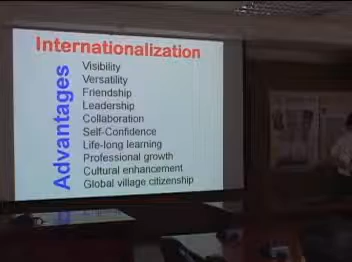 Internationalization
Advantages
Visibility
Versatility
Friendship
Leadership
Collaboration
Self-Confidence
Life-long learning
Professional growth
Cultural enhancement
Global village citizenship